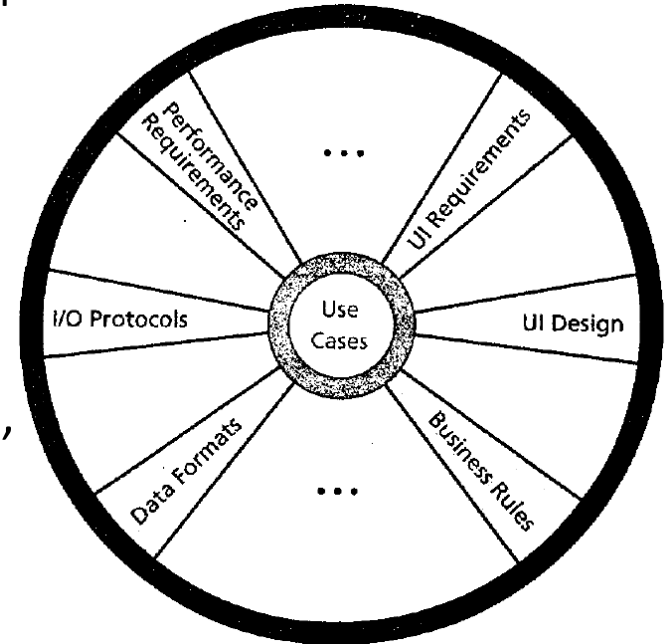 Performance
Requirements
...
UI Requirements
I/O Protocols
Use
Cases
UI Design
,
Data Formats
...
Business Rules